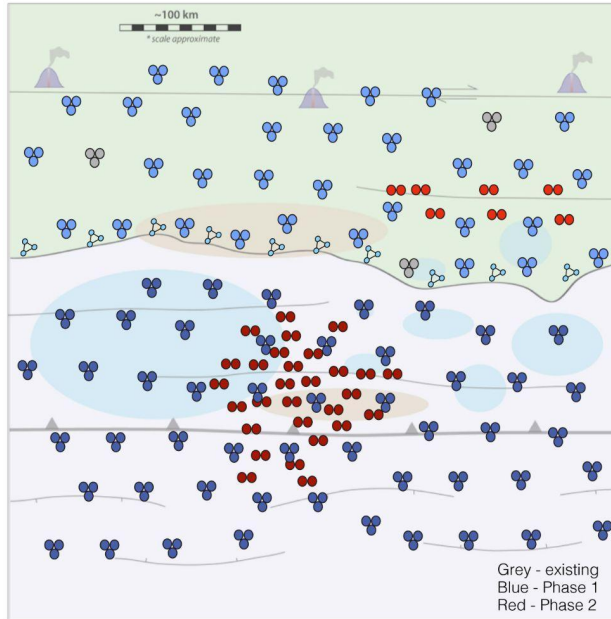 ~100 km
* scale approximate
Grey - existing
Blue - Phase 1
Red - Phase 2